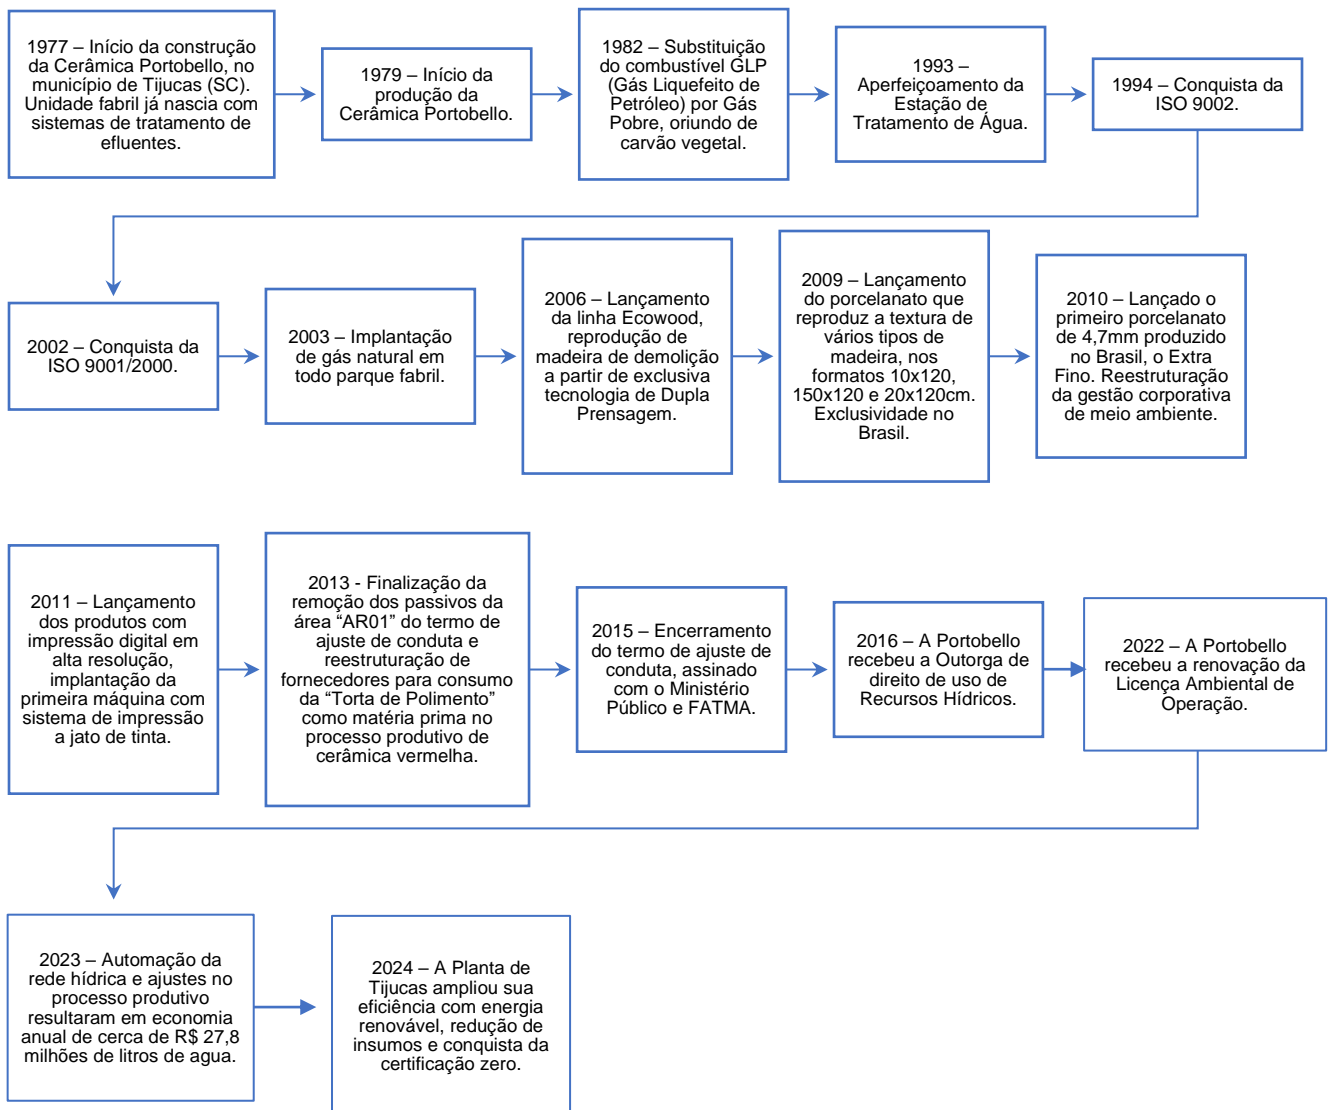 1977 – Início da construção
da Cerâmica Portobello, no
município de Tijucas (SC).
Unidade fabril já nascia com
sistemas de tratamento de
efluentes.
1979 – Início da
produção da
Cerâmica Portobello.
1982 – Substituição
do combustível GLP
(Gás Liquefeito de
Petróleo) por Gás
Pobre, oriundo de
carvão vegetal.
1993 –
Aperfeiçoamento da
Estação de
Tratamento de Água.
1994 – Conquista da
ISO 9002.
2002 – Conquista da
ISO 9001/2000.
2003 – Implantação
de gás natural em
todo parque fabril.
2006 – Lançamento
da linha Ecowood,
reprodução de
madeira de demolição
a partir de exclusiva
tecnologia de Dupla
Prensagem.
2009 – Lançamento
do porcelanato que
reproduz a textura de
vários tipos de
madeira, nos
formatos 10x120,
150x120 e 20x120cm.
Exclusividade no
Brasil.
2010 – Lançado o
primeiro porcelanato
de 4,7mm produzido
no Brasil, o Extra
Fino. Reestruturação
da gestão corporativa
de meio ambiente.
2011 – Lançamento
dos produtos com
impressão digital em
alta resolução,
implantação da
primeira máquina com
sistema de impressão
a jato de tinta.
2013 - Finalização da
remoção dos passivos da
área “AR01” do termo de
ajuste de conduta e
reestruturação de
fornecedores para consumo
da “Torta de Polimento”
como matéria prima no
processo produtivo de
cerâmica vermelha.
2015 – Encerramento
do termo de ajuste de
conduta, assinado
com o Ministério
Público e FATMA.
2016 – A Portobello
recebeu a Outorga de
direito de uso de
Recursos Hídricos.
2022 – A Portobello
recebeu a renovação da
Licença Ambiental de
Operação.
2023 – Automação da
rede hídrica e ajustes no
processo produtivo
resultaram em economia
anual de cerca de R$ 27,8
milhões de litros de agua.
2024 – A Planta de
Tijucas ampliou sua
eficiência com energia
renovável, redução de
insumos e conquista da
certificação zero.